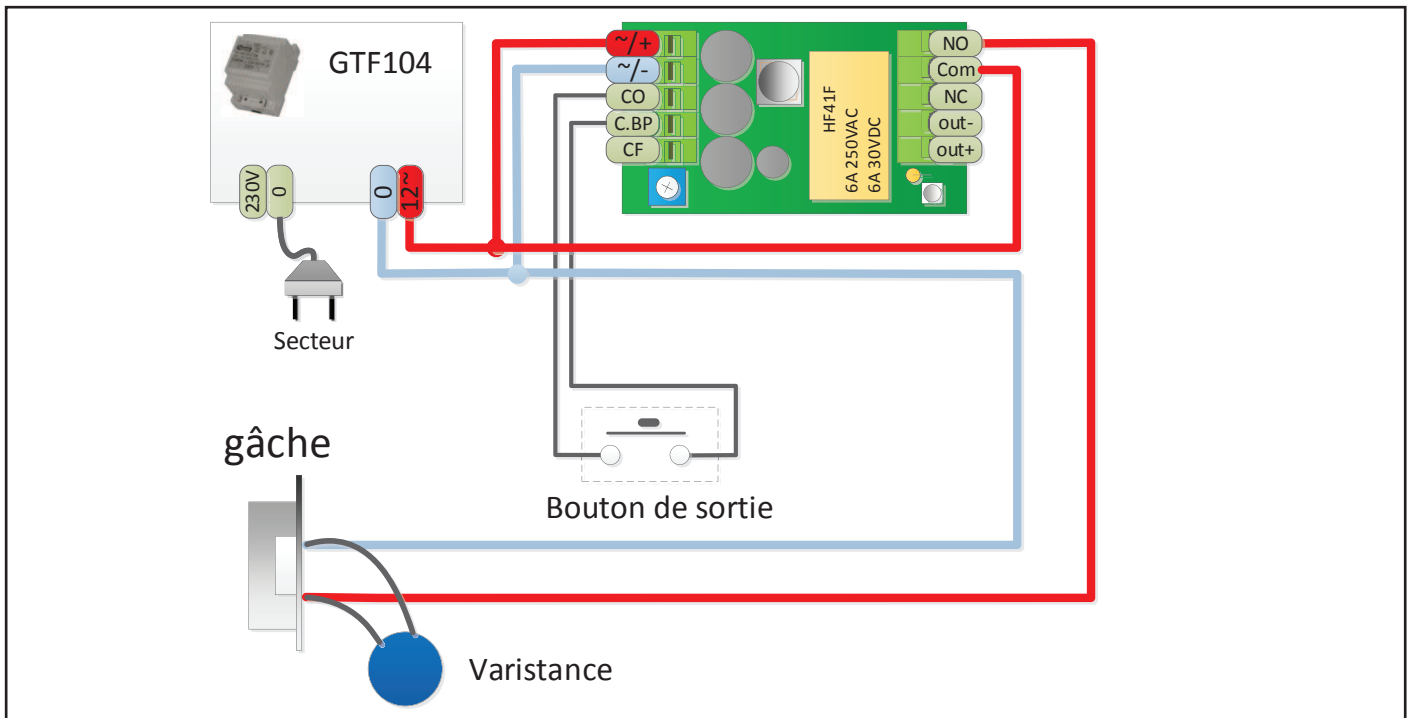 GTF104
230V
0
0
12~
Secteur
~/+
~/-
CO
C.BP
CF
HF41F
6A 250VAC
6A 30VDC
NO
Com
NC
out-
out+
Bouton de sortie
gâche
Varistance